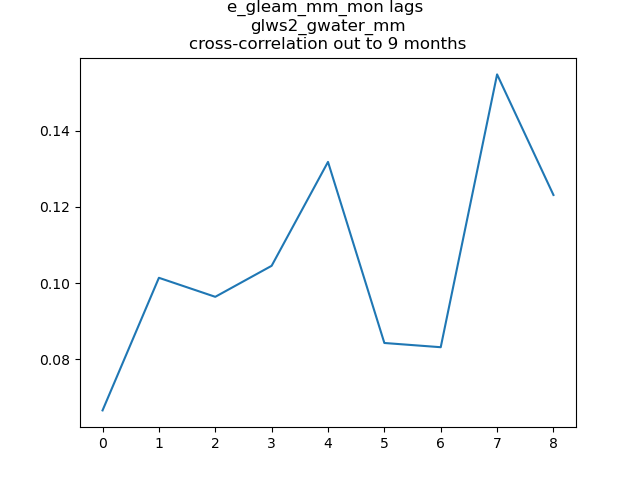 e_gleam_mm_mon lags
glws2_gwater_mm
cross-correlation out to 9 months
0.14
0.12
0.10
0.08
0 1 2 3 4 5 6 7 8